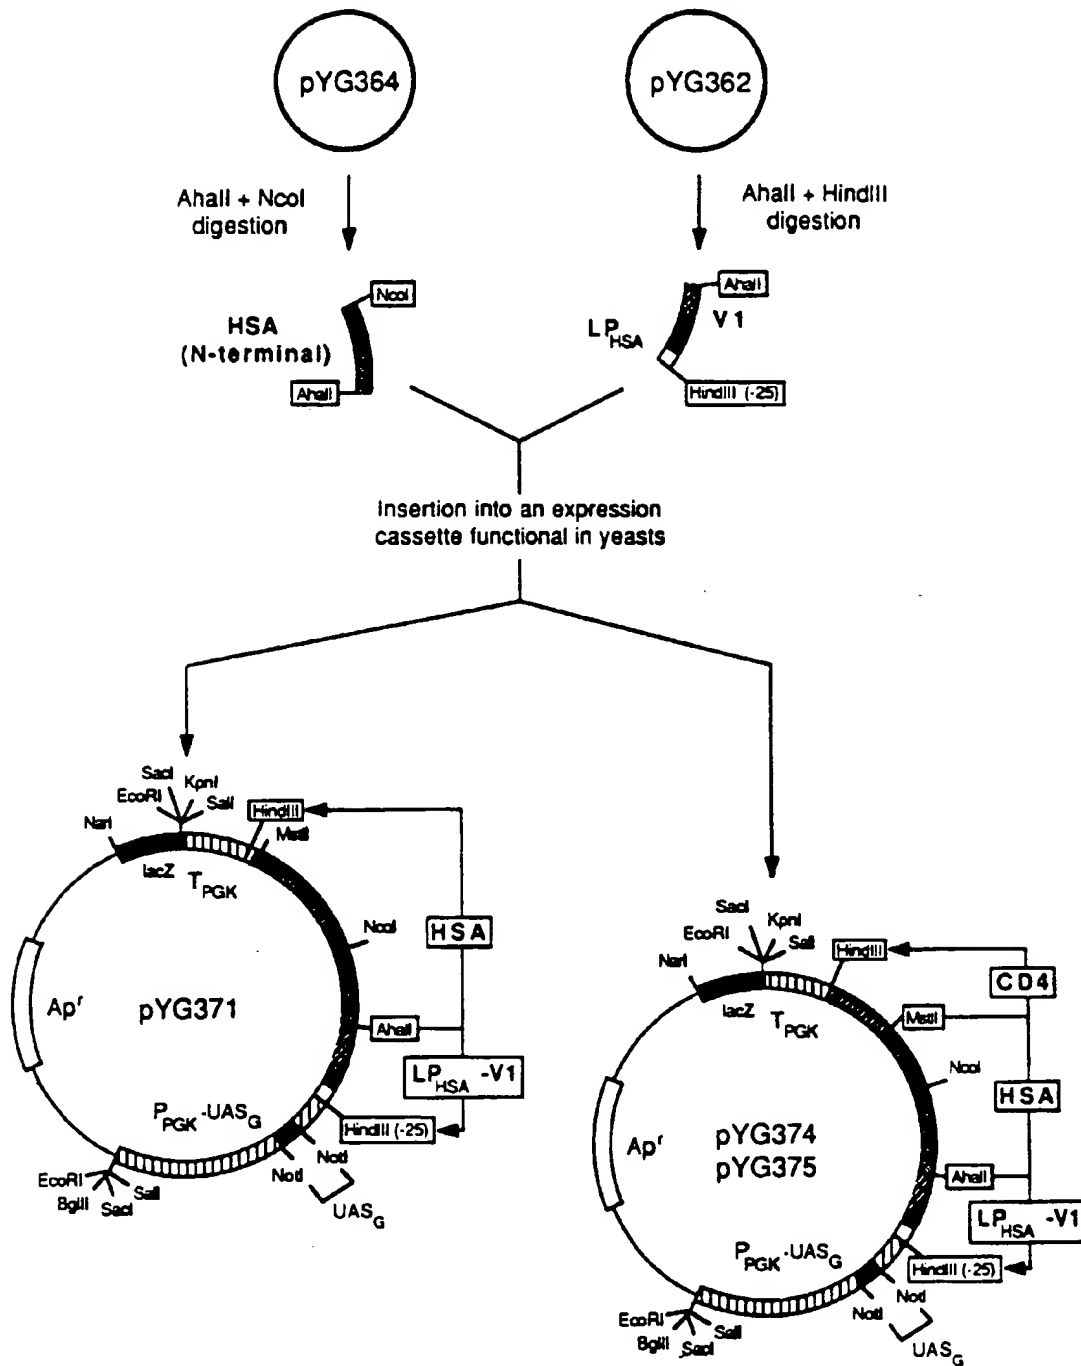 pYG364
pYG362
AhaII + NcoI
digestion
AhaII + HindIII
digestion
NcoI
HSA
(N-terminal)
AhaII
AhaII
V1
LP HSA
HindIII (-25)
Insertion into an expression
cassette functional in yeasts
SacI
KpnI
EcoRI
SalI
HindIII
NarI
MstII
lacZ
T PGK
NcoI
HSA
Ap r
pYG371
AhaII
LP HSA -V1
P PGK -UAS G
HindIII (-25)
NotI
NotI
UAS G
EcoRI
BglII
SacI
SalI
SacI
KpnI
EcoRI
SalI
HindIII
NarI
CD4
lacZ
T PGK
MstII
NcoI
HSA
Ap r
pYG374
pYG375
AhaII
LP HSA -V1
P PGK -UAS G
HindIII (-25)
NotI
NotI
UAS G
EcoRI
BglII
SacI
SalI